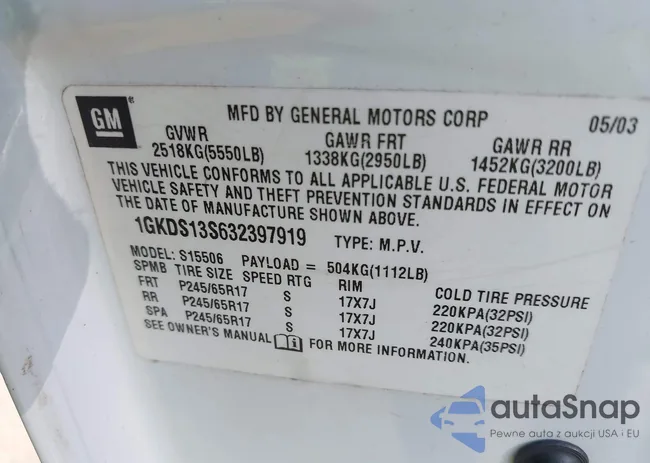 GM
MFD BY GENERAL MOTORS CORP 05/03
GVWR GAWR FRT GAWR RR
2518KG(5550LB) 1338KG(2950LB) 1452KG(3200LB)
THIS VEHICLE CONFORMS TO ALL APPLICABLE U.S. FEDERAL MOTOR
VEHICLE SAFETY AND THEFT PREVENTION STANDARDS IN EFFECT ON
THE DATE OF MANUFACTURE SHOWN ABOVE.
1GKDS13S632397919 TYPE: M.P.V.
MODEL: S15506 PAYLOAD = 504KG(1112LB)
SPMB TIRE SIZE SPEED RTG RIM COLD TIRE PRESSURE
FRT P245/65R17 S 17X7J 220KPA(32PSI)
RR P245/65R17 S 17X7J 220KPA(32PSI)
SPA P245/65R17 S 17X7J 240KPA(35PSI)
SEE OWNER'S MANUAL FOR MORE INFORMATION.
autoSnap
Pewne auta z aukcji USA i EU